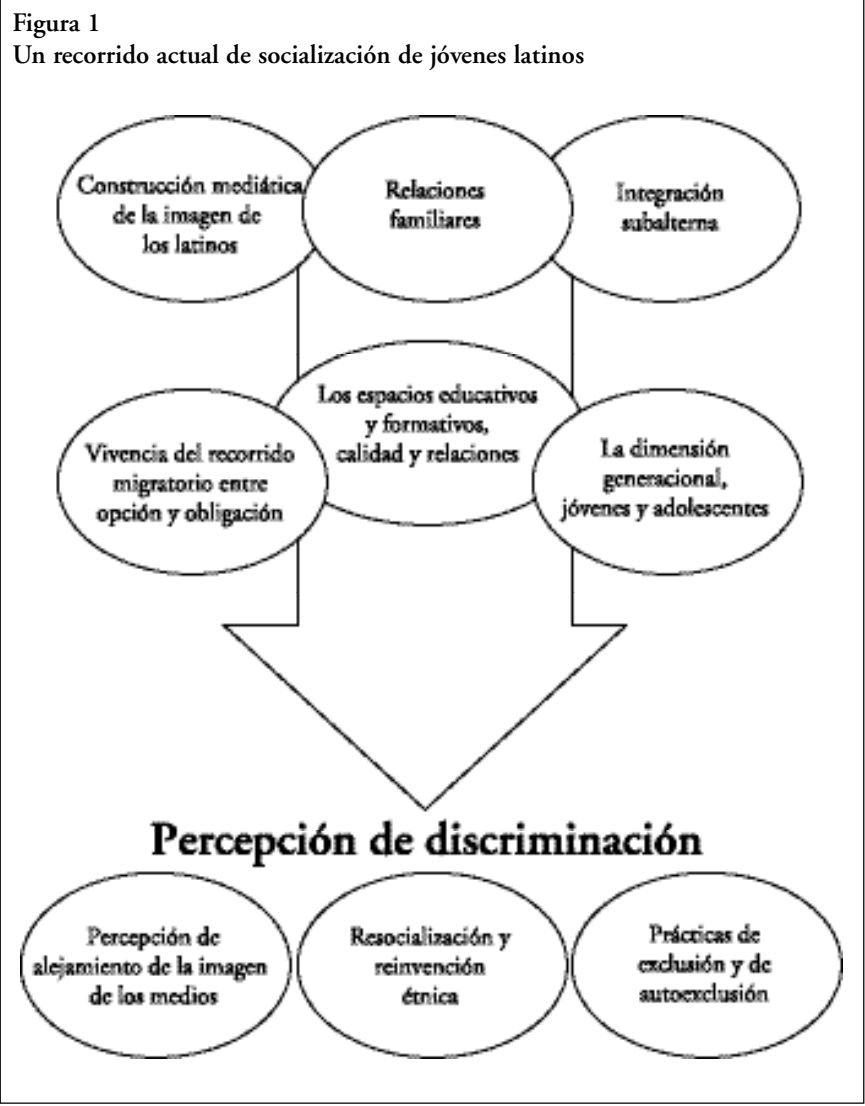 Figura 1
Un recorrido actual de socialización de jóvenes latinos
Construcción mediática
de la imagen de
los latinos
Relaciones
familiares
Integración
subalterna
Los espacios educativos
y formativos,
calidad y relaciones
Vivencia del recorrido
migratorio entre
opción y obligación
La dimensión
generacional,
jóvenes y adolescentes
Percepción de discriminación
Percepción de
alejamiento de la imagen
de los medios
Resocialización y
reinvención
étnica
Prácticas de
exclusión y de
autoexclusión